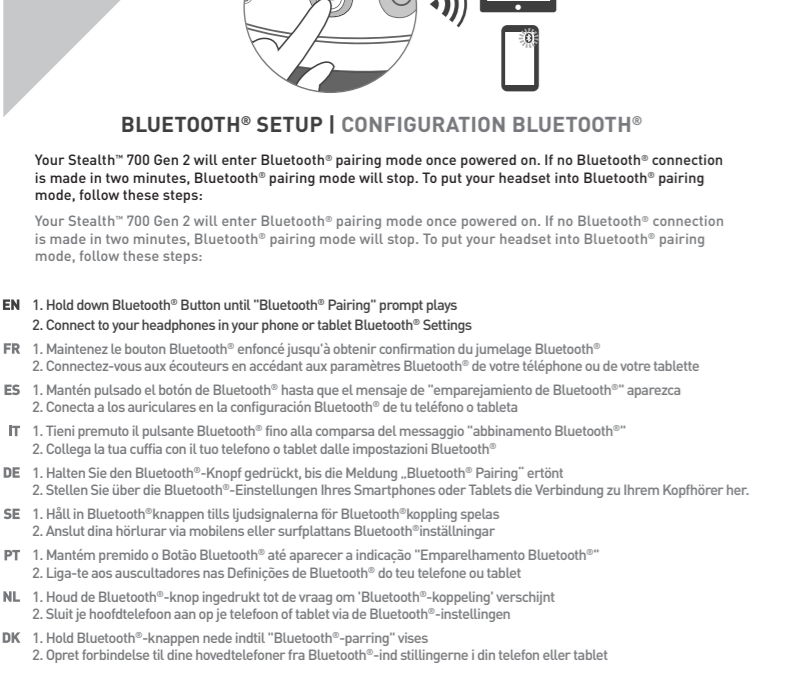 BLUETOOTH® SETUP | CONFIGURATION BLUETOOTH®
Your Stealth™ 700 Gen 2 will enter Bluetooth® pairing mode once powered on. If no Bluetooth® connection
is made in two minutes, Bluetooth® pairing mode will stop. To put your headset into Bluetooth® pairing
mode, follow these steps:
Your Stealth™ 700 Gen 2 will enter Bluetooth® pairing mode once powered on. If no Bluetooth® connection
is made in two minutes, Bluetooth® pairing mode will stop. To put your headset into Bluetooth® pairing
mode, follow these steps:
EN 1. Hold down Bluetooth® Button until "Bluetooth® Pairing" prompt plays
2. Connect to your headphones in your phone or tablet Bluetooth® Settings
FR 1. Maintenez le bouton Bluetooth® enfoncé jusqu'à obtenir confirmation du jumelage Bluetooth®
2. Connectez-vous aux écouteurs en accédant aux paramètres Bluetooth® de votre téléphone ou de votre tablette
ES 1. Mantén pulsado el botón de Bluetooth® hasta que el mensaje de "emparejamiento de Bluetooth®" aparezca
2. Conecta a los auriculares en la configuración Bluetooth® de tu teléfono o tableta
IT 1. Tieni premuto il pulsante Bluetooth® fino alla comparsa del messaggio "abbinamento Bluetooth®"
2. Collega la tua cuffia con il tuo telefono o tablet dalle impostazioni Bluetooth®
DE 1. Halten Sie den Bluetooth®-Knopf gedrückt, bis die Meldung „Bluetooth® Pairing¨ ertönt
2. Stellen Sie über die Bluetooth®-Einstellungen Ihres Smartphones oder Tablets die Verbindung zu Ihrem Kopfhörer her.
SE 1. Håll in Bluetooth®knappen tills ljudsignalerna för Bluetooth®koppling spelas
2. Anslut dina hörlurar via mobilens eller surfplattans Bluetooth®inställningar
PT 1. Mantém premido o Botão Bluetooth® até aparecer a indicação "Emparelhamento Bluetooth®"
2. Liga-te aos auscultadores nas Definições de Bluetooth® do teu telefone ou tablet
NL 1. Houd de Bluetooth®-knop ingedrukt tot de vraag om 'Bluetooth®-koppeling' verschijnt
2. Sluit je hoofdtelefoon aan op je telefoon of tablet via de Bluetooth®-instellingen
DK 1. Hold Bluetooth®-knappen nede indtil "Bluetooth®-parring" vises
2. Opret forbindelse til dine hovedtelefoner fra Bluetooth®-ind stillingerne i din telefon eller tablet